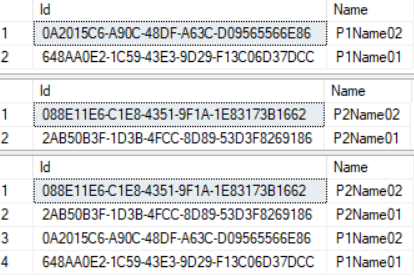 Id Name
1 0A2015C6-A90C-48DF-A63C-D09565566E86 P1Name02
2 648AA0E2-1C59-43E3-9D29-F13C06D37DCC P1Name01
Id Name
1 088E11E6-C1E8-4351-9F1A-1E83173B1662 P2Name02
2 2AB50B3F-1D3B-4FCC-8D89-53D3F8269186 P2Name01
Id Name
1 088E11E6-C1E8-4351-9F1A-1E83173B1662 P2Name02
2 2AB50B3F-1D3B-4FCC-8D89-53D3F8269186 P2Name01
3 0A2015C6-A90C-48DF-A63C-D09565566E86 P1Name02
4 648AA0E2-1C59-43E3-9D29-F13C06D37DCC P1Name01